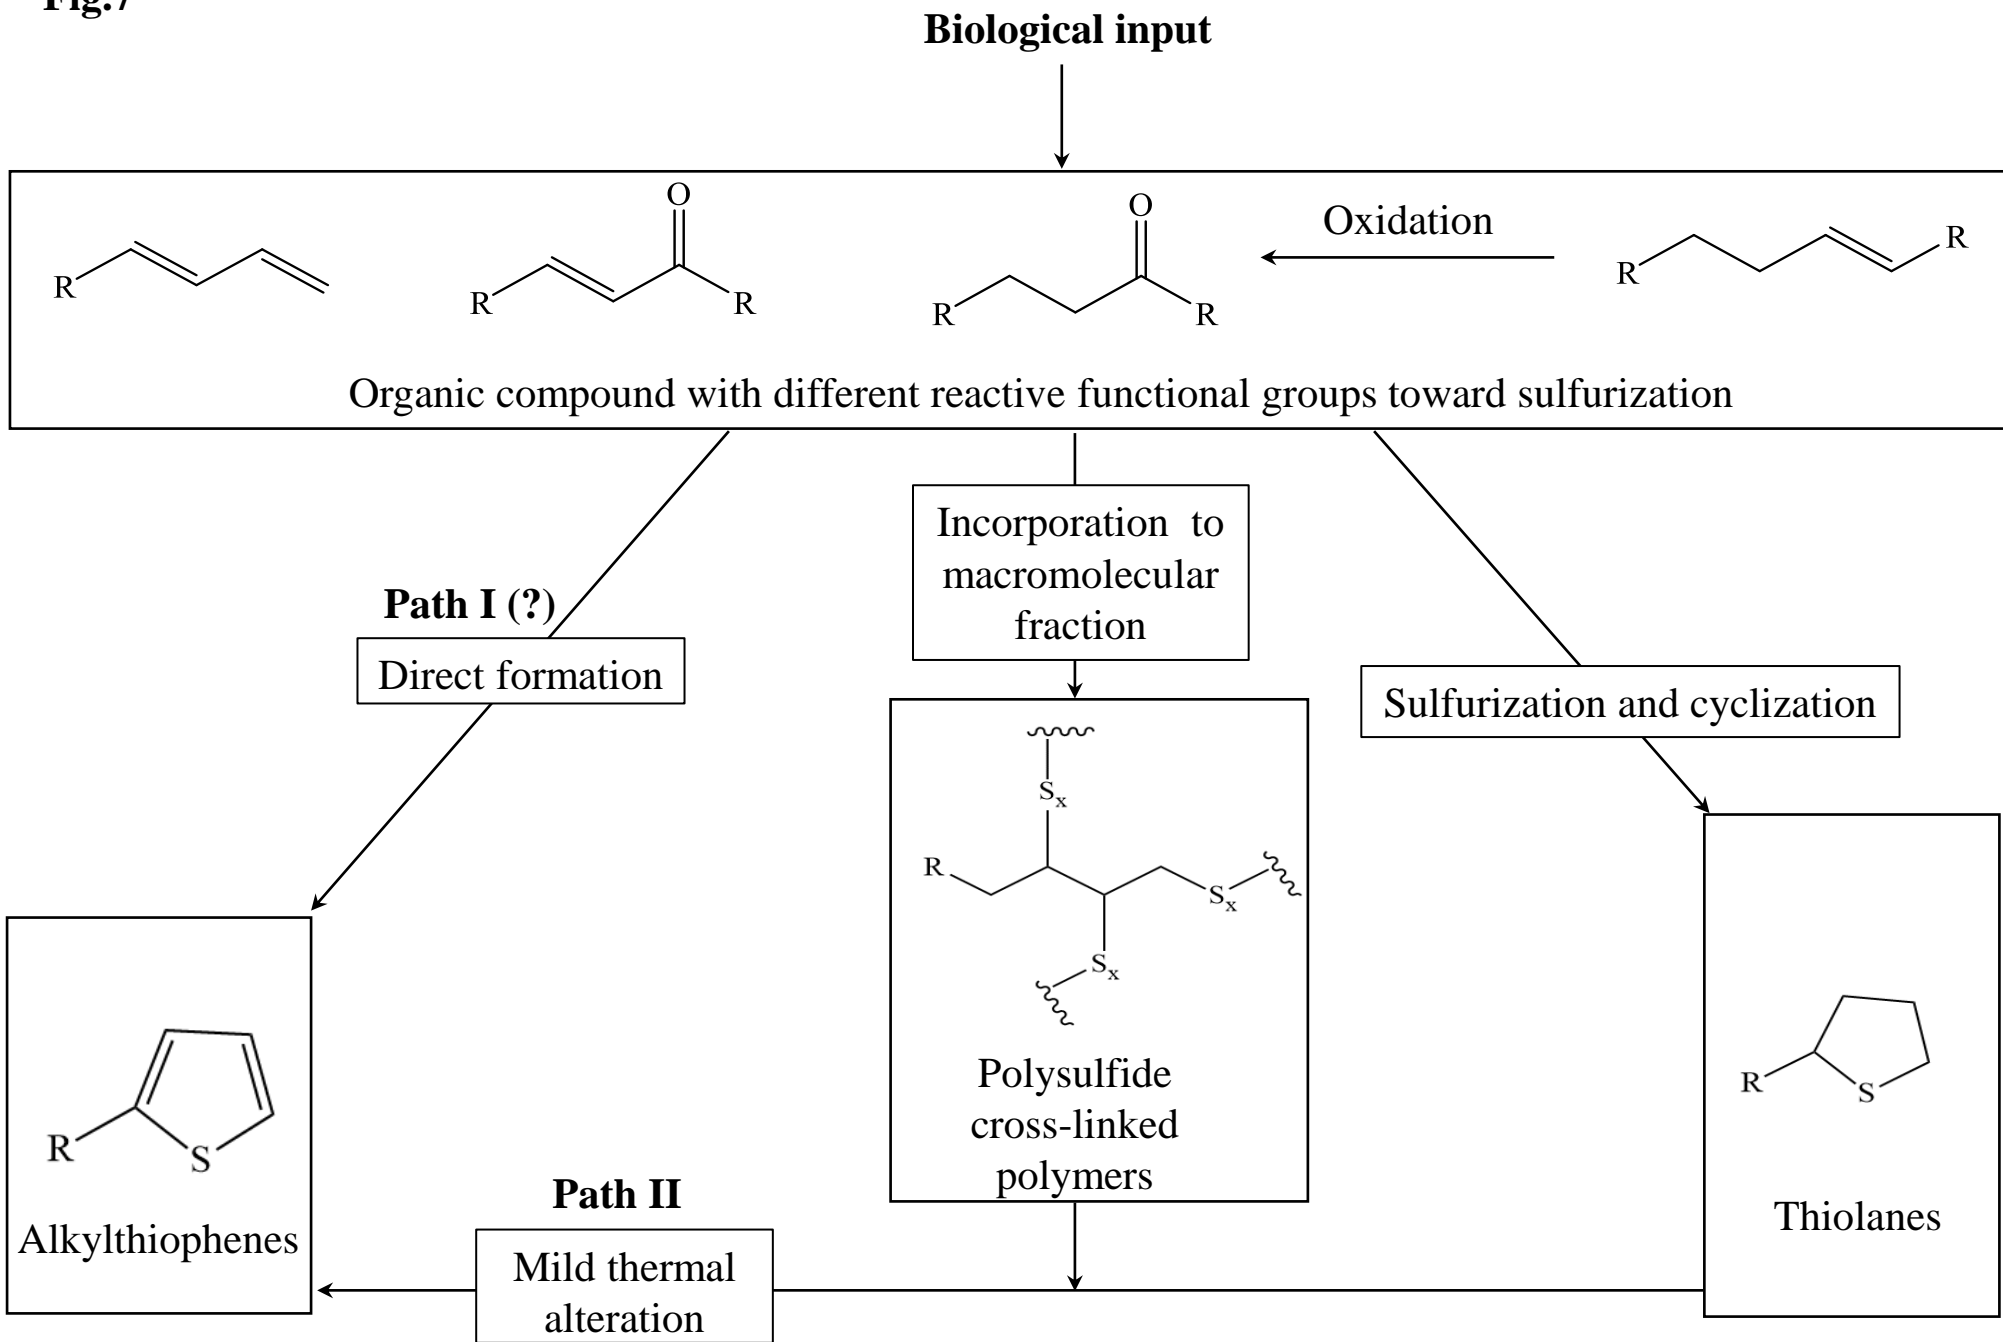 Fig.7
Biological input
O
O
Oxidation
R
R
R
R
R
R
R
Organic compound with different reactive functional groups toward sulfurization
Incorporation to
macromolecular
fraction
Path I (?)
Direct formation
Sulfurization and cyclization
Sx
R
Sx
Sx
Polysulfide
cross-linked
polymers
R
S
Thiolanes
R
S
Alkylthiophenes
Path II
Mild thermal
alteration